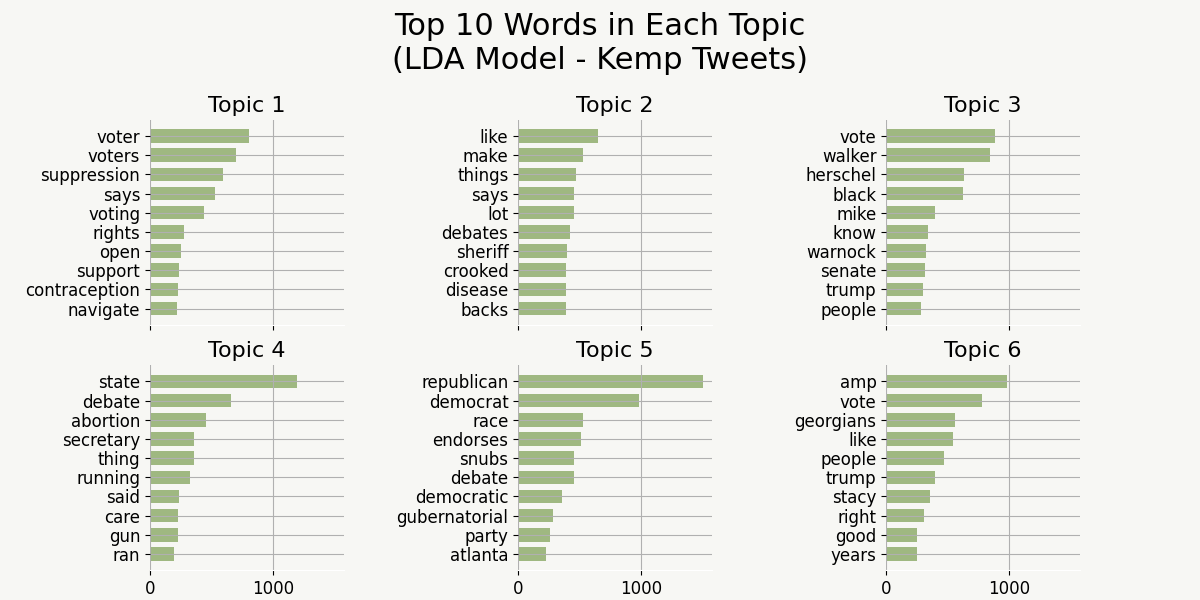 Top 10 Words in Each Topic
(LDA Model - Kemp Tweets)
Topic 1
voter
voters
suppression
says
voting
rights
open
support
contraception
navigate
Topic 2
like
make
things
says
lot
debates
sheriff
crooked
disease
backs
Topic 3
vote
walker
herschel
black
mike
know
warnock
senate
trump
people
Topic 4
state
debate
abortion
secretary
thing
running
said
care
gun
ran
0 1000
Topic 5
republican
democrat
race
endorses
snubs
debate
democratic
gubernatorial
party
atlanta
0 1000
Topic 6
amp
vote
georgians
like
people
trump
stacy
right
good
years
0 1000